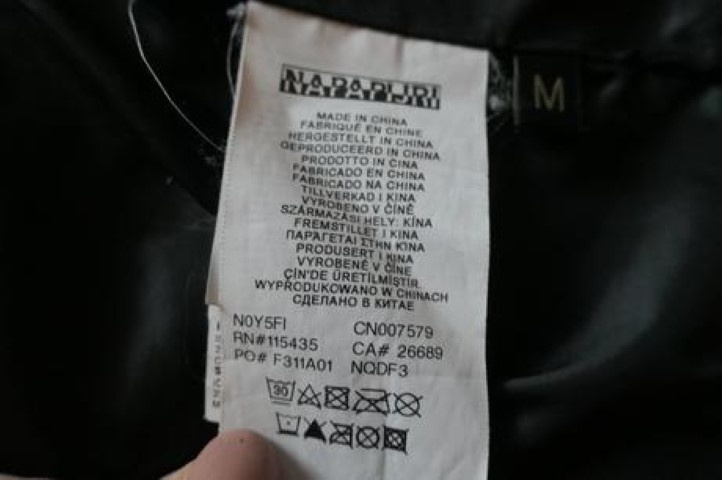 NAPAPIJRI
M
MADE IN CHINA
FABRIQUÉ EN CHINE
HERGESTELLT IN CHINA
GEPRODUCEERD IN CHINA
PRODOTTO IN CINA
FABRICADO EN CHINA
FABRICADO NA CHINA
TILLVERKAD I KINA
VYROBENO V ČÍNĚ
SZÁRMAZÁSI HELY: KÍNA
FREMSTILLET I KINA
ΠΑΡΑΓΕΤΑΙ ΣΤΗΝ ΚΙΝΑ
PRODUSERT I KINA
VYROBENÉ V ČÍNE
ÇİN'DE ÜRETİLMİŞTİR
WYPRODUKOWANO W CHINACH
СДЕЛАНО В КИТАЕ
N0Y5FI CN007579
RN#115435 CA# 26689
PO# F311A01 NQDF3
30